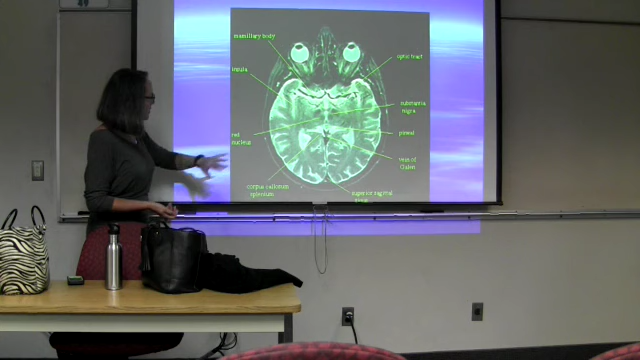 mamillary body
optic tract
insula
substantia
nigra
red
nucleus
pineal
vein of
Galen
corpus callosum
splenium
superior sagittal
sinus